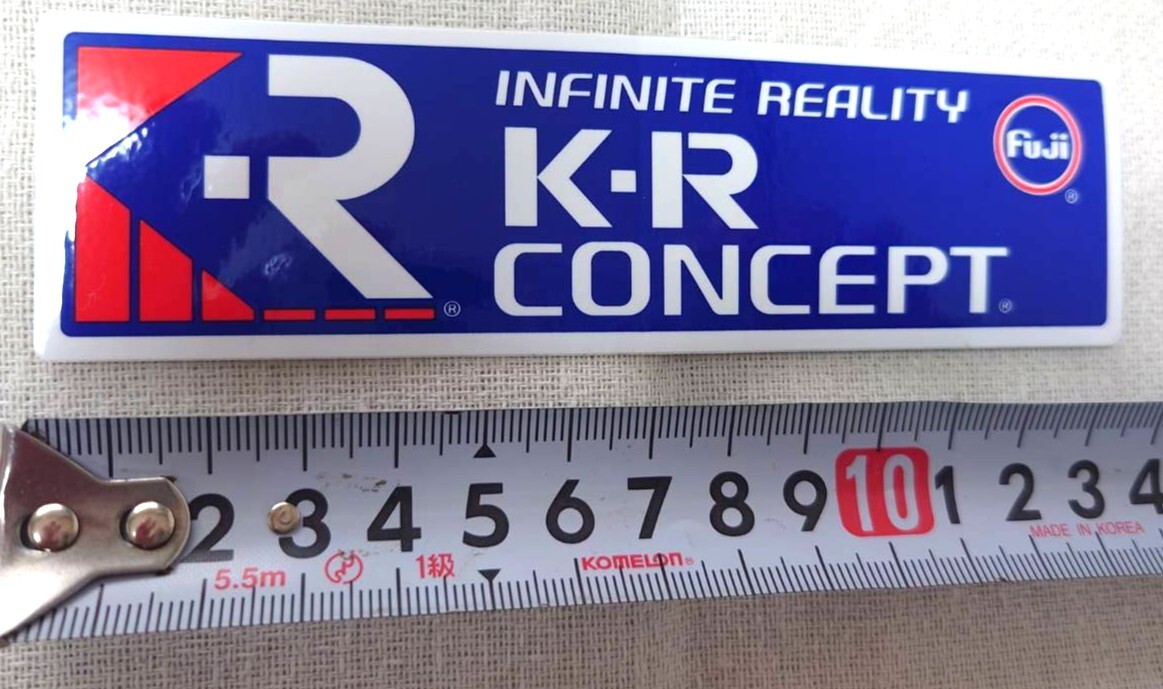 K·R®
INFINITE REALITY
K·R
CONCEPT®
Fuji®
2 3 4 5 6 7 8 9 10 1 2 3 4
5.5m 1級 KOMELON® MADE IN KOREA